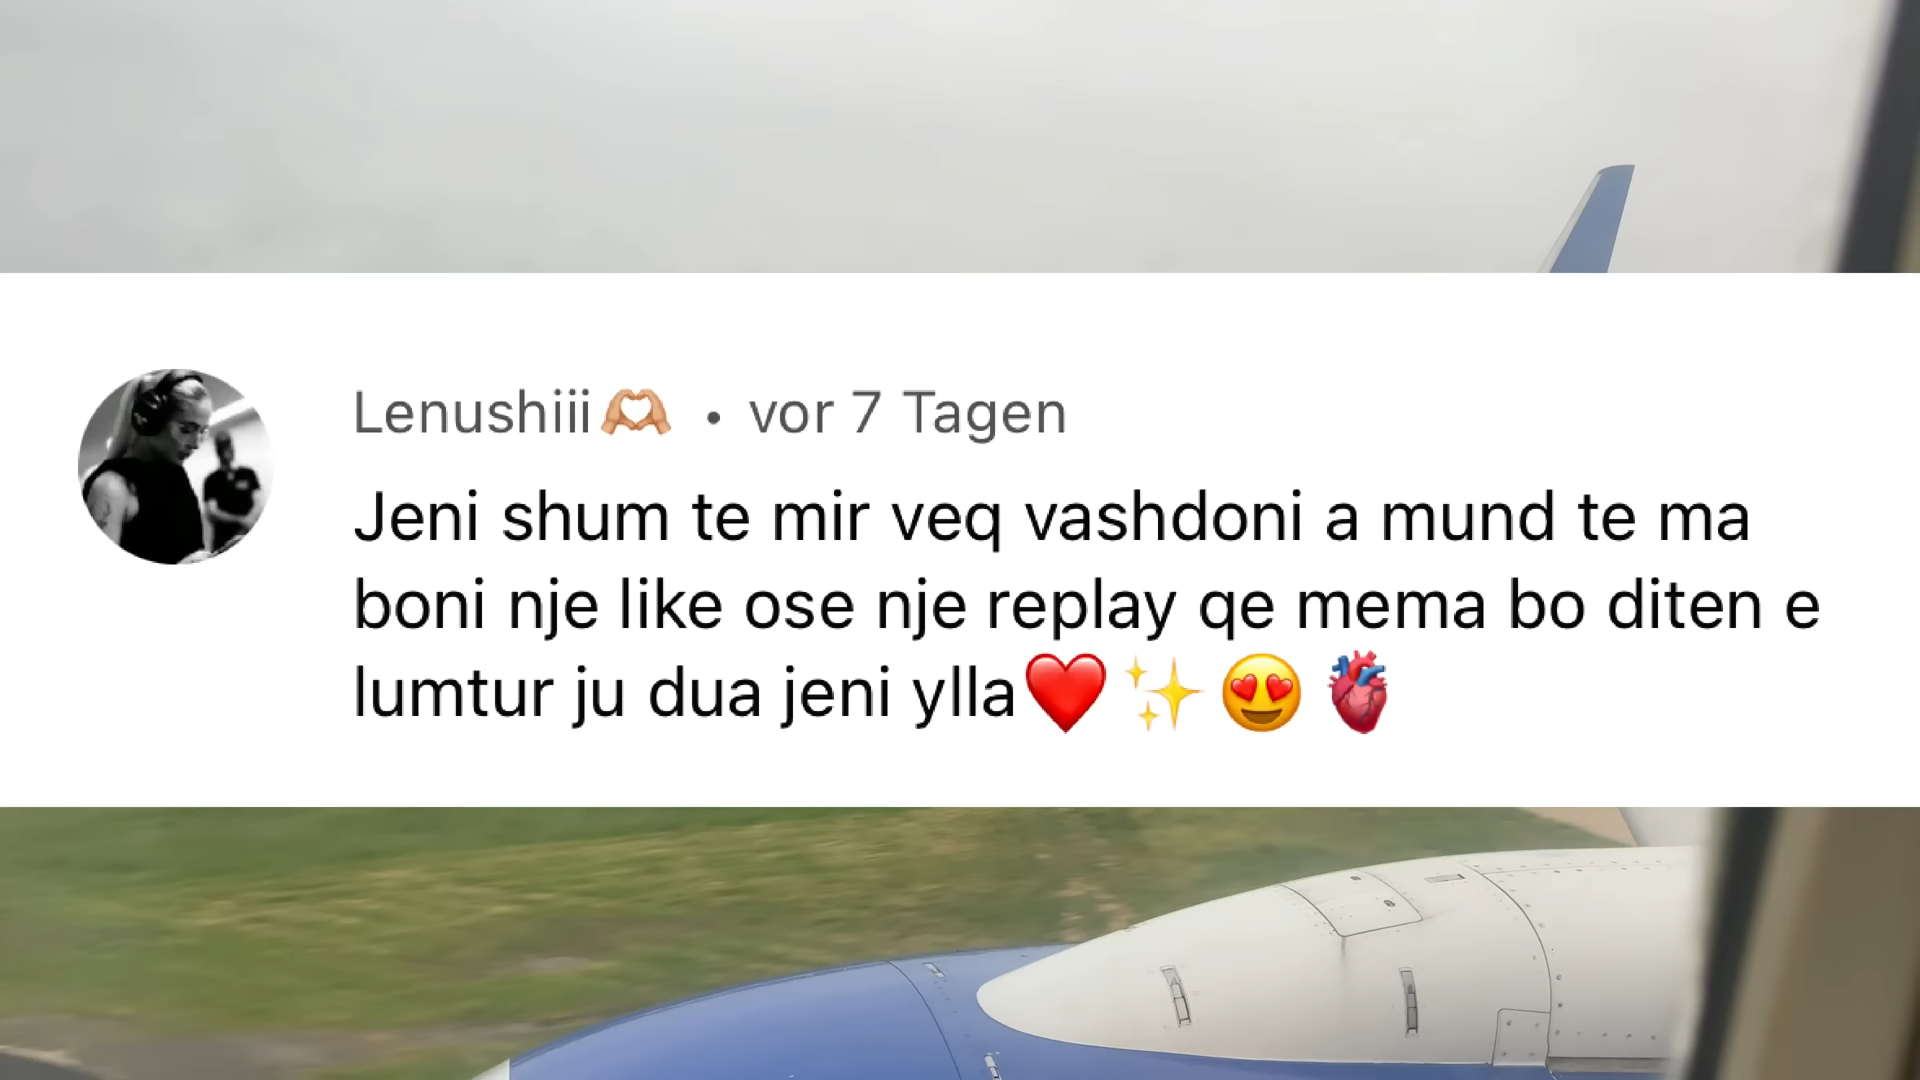 Lenushiii🫶🏼 • vor 7 Tagen
Jeni shum te mir veq vashdoni a mund te ma
boni nje like ose nje replay qe mema bo diten e
lumtur ju dua jeni ylla❤️✨😍🫀